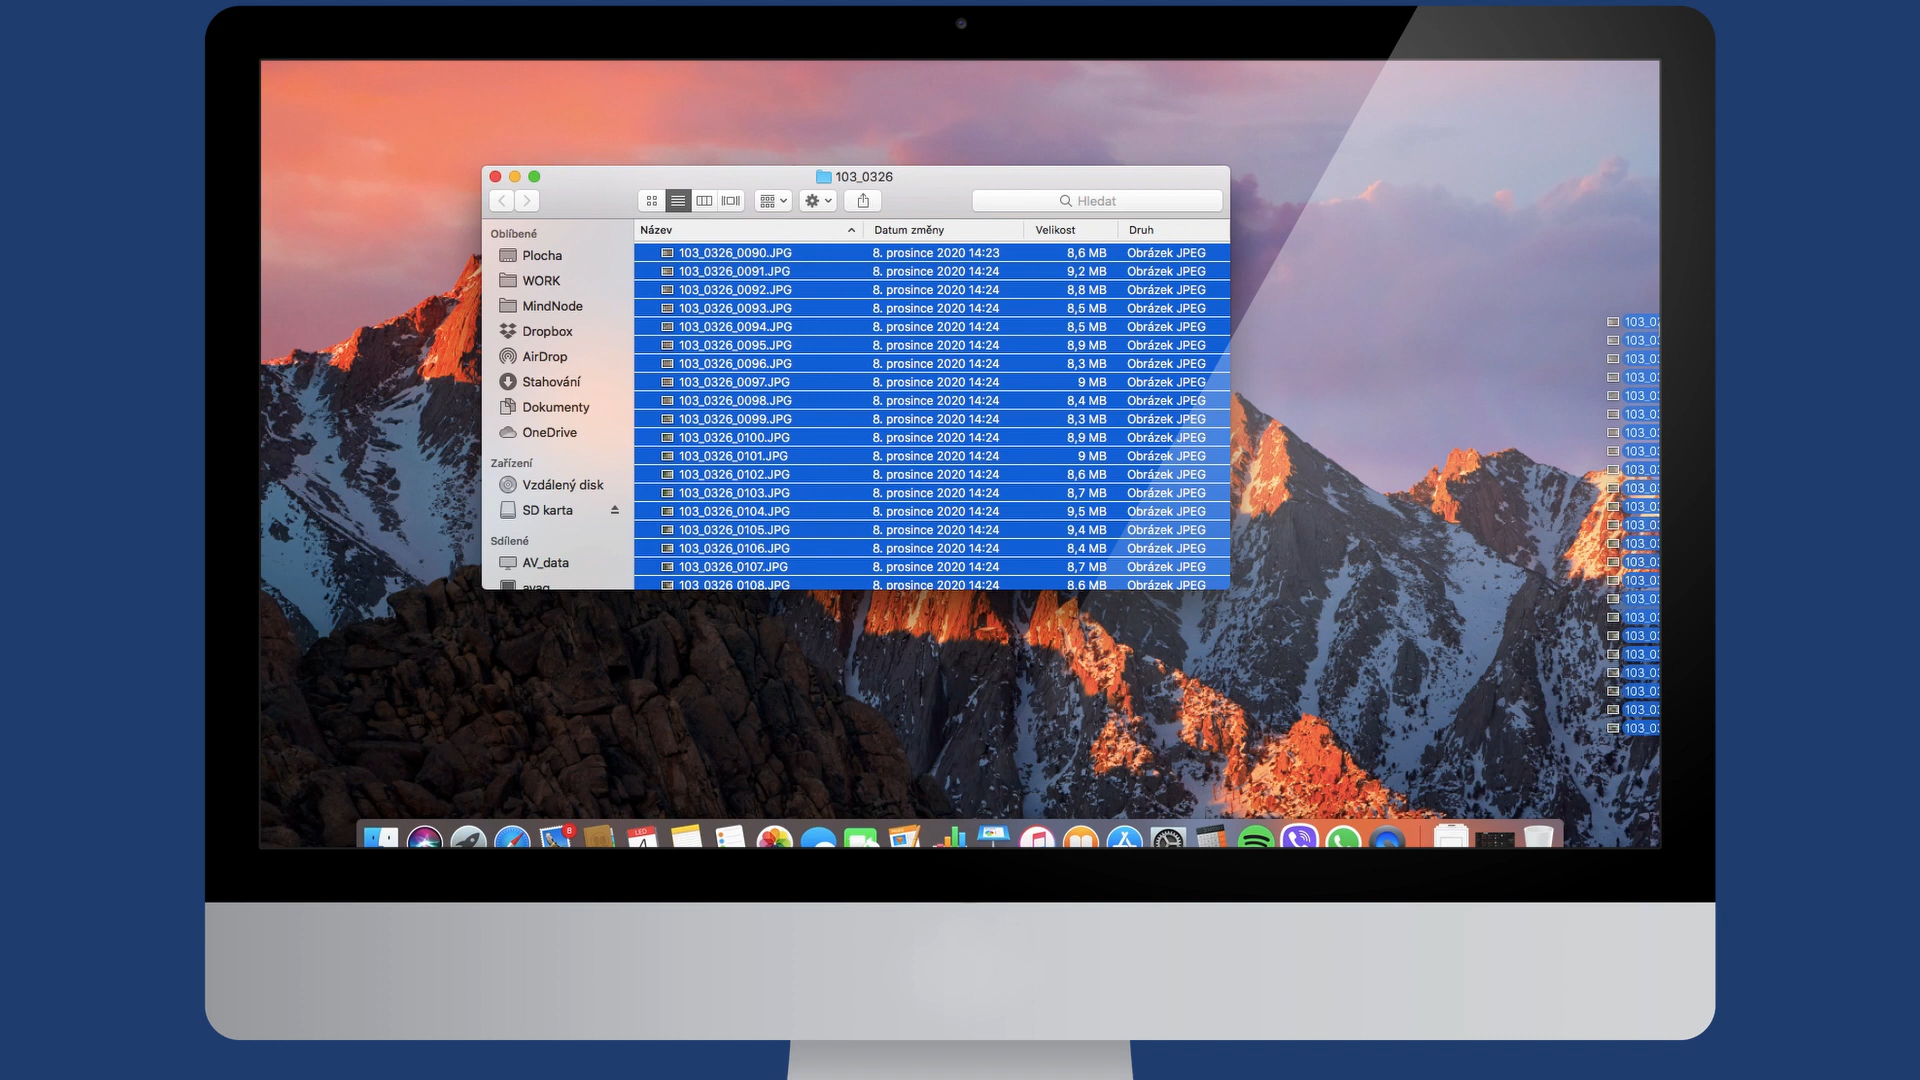 103_0326
Hledat
Oblíbené
Plocha
WORK
MindNode
Dropbox
AirDrop
Stahování
Dokumenty
OneDrive
Zařízení
Vzdálený disk
SD karta
Sdílené
AV_data
Název Datum změny Velikost Druh
103_0326_0090.JPG 8. prosince 2020 14:23 8,6 MB Obrázek JPEG
103_0326_0091.JPG 8. prosince 2020 14:24 9,2 MB Obrázek JPEG
103_0326_0092.JPG 8. prosince 2020 14:24 8,8 MB Obrázek JPEG
103_0326_0093.JPG 8. prosince 2020 14:24 8,5 MB Obrázek JPEG
103_0326_0094.JPG 8. prosince 2020 14:24 8,5 MB Obrázek JPEG
103_0326_0095.JPG 8. prosince 2020 14:24 8,9 MB Obrázek JPEG
103_0326_0096.JPG 8. prosince 2020 14:24 8,3 MB Obrázek JPEG
103_0326_0097.JPG 8. prosince 2020 14:24 9 MB Obrázek JPEG
103_0326_0098.JPG 8. prosince 2020 14:24 8,4 MB Obrázek JPEG
103_0326_0099.JPG 8. prosince 2020 14:24 8,3 MB Obrázek JPEG
103_0326_0100.JPG 8. prosince 2020 14:24 8,9 MB Obrázek JPEG
103_0326_0101.JPG 8. prosince 2020 14:24 9 MB Obrázek JPEG
103_0326_0102.JPG 8. prosince 2020 14:24 8,6 MB Obrázek JPEG
103_0326_0103.JPG 8. prosince 2020 14:24 8,7 MB Obrázek JPEG
103_0326_0104.JPG 8. prosince 2020 14:24 9,5 MB Obrázek JPEG
103_0326_0105.JPG 8. prosince 2020 14:24 9,4 MB Obrázek JPEG
103_0326_0106.JPG 8. prosince 2020 14:24 8,4 MB Obrázek JPEG
103_0326_0107.JPG 8. prosince 2020 14:24 8,7 MB Obrázek JPEG
103_0326_0108.JPG 8. prosince 2020 14:24 8,6 MB Obrázek JPEG
8
LED